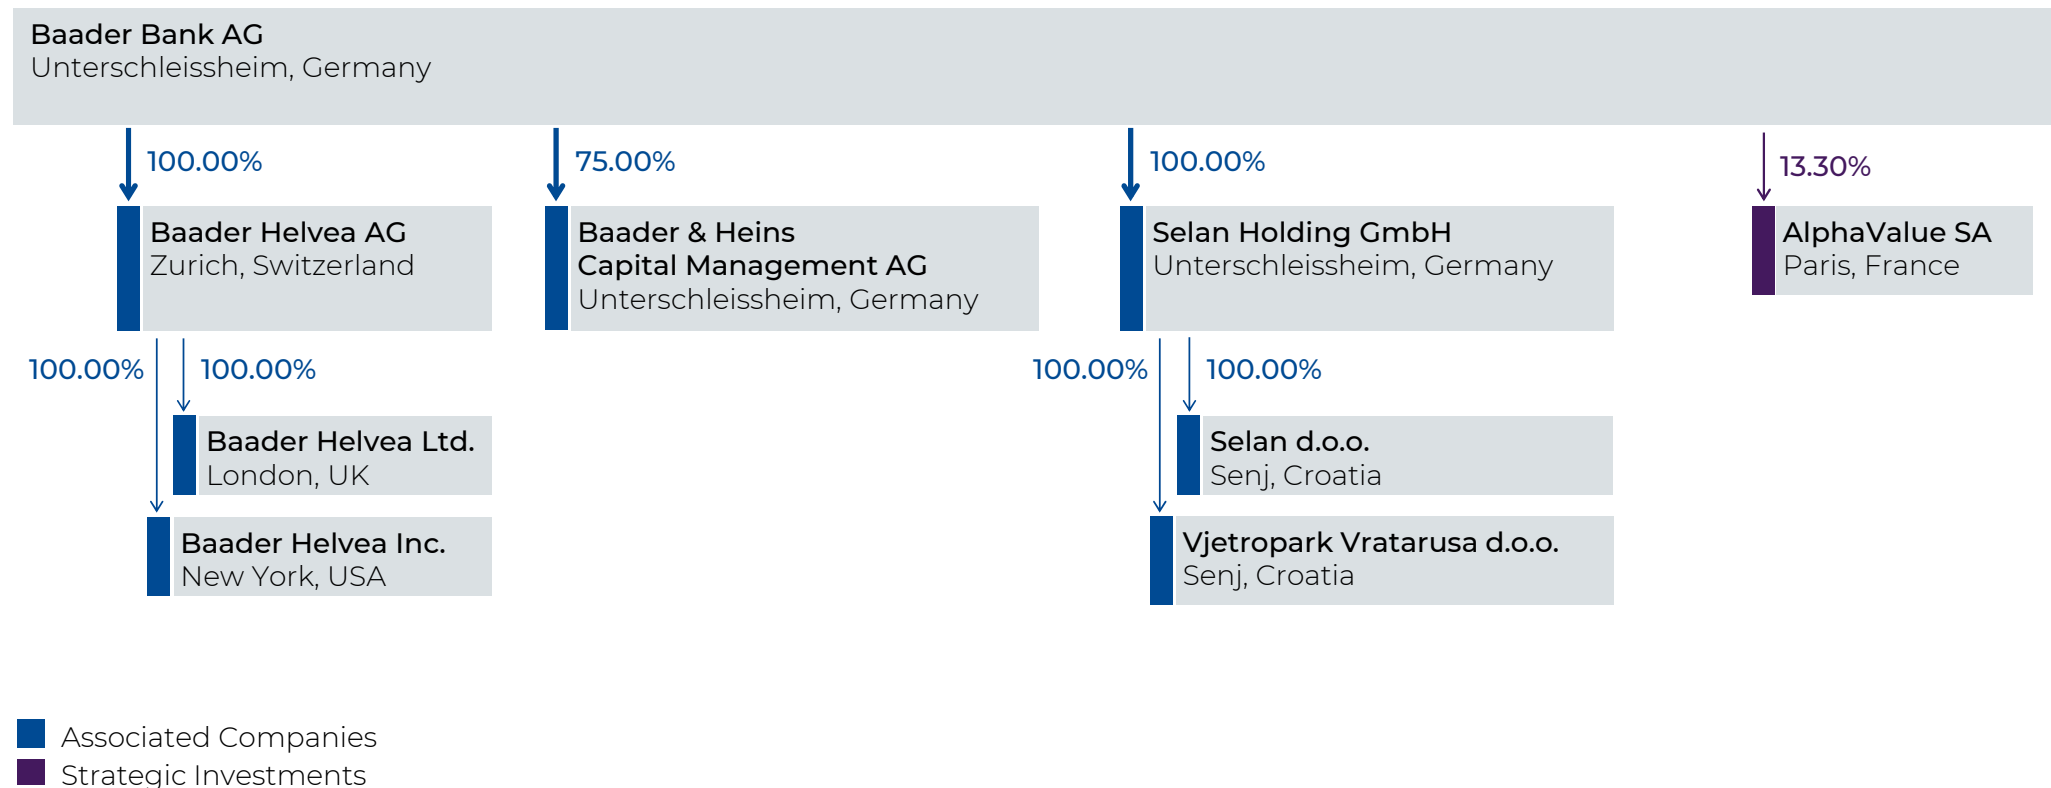 Baader Bank AG
Unterschleissheim, Germany
100.00%
75.00%
100.00%
13.30%
Baader Helvea AG
Zurich, Switzerland
Baader & Heins
Capital Management AG
Unterschleissheim, Germany
Selan Holding GmbH
Unterschleissheim, Germany
AlphaValue SA
Paris, France
100.00%
100.00%
100.00%
100.00%
Baader Helvea Ltd.
London, UK
Selan d.o.o.
Senj, Croatia
Baader Helvea Inc.
New York, USA
Vjetropark Vratarusa d.o.o.
Senj, Croatia
Associated Companies
Strategic Investments